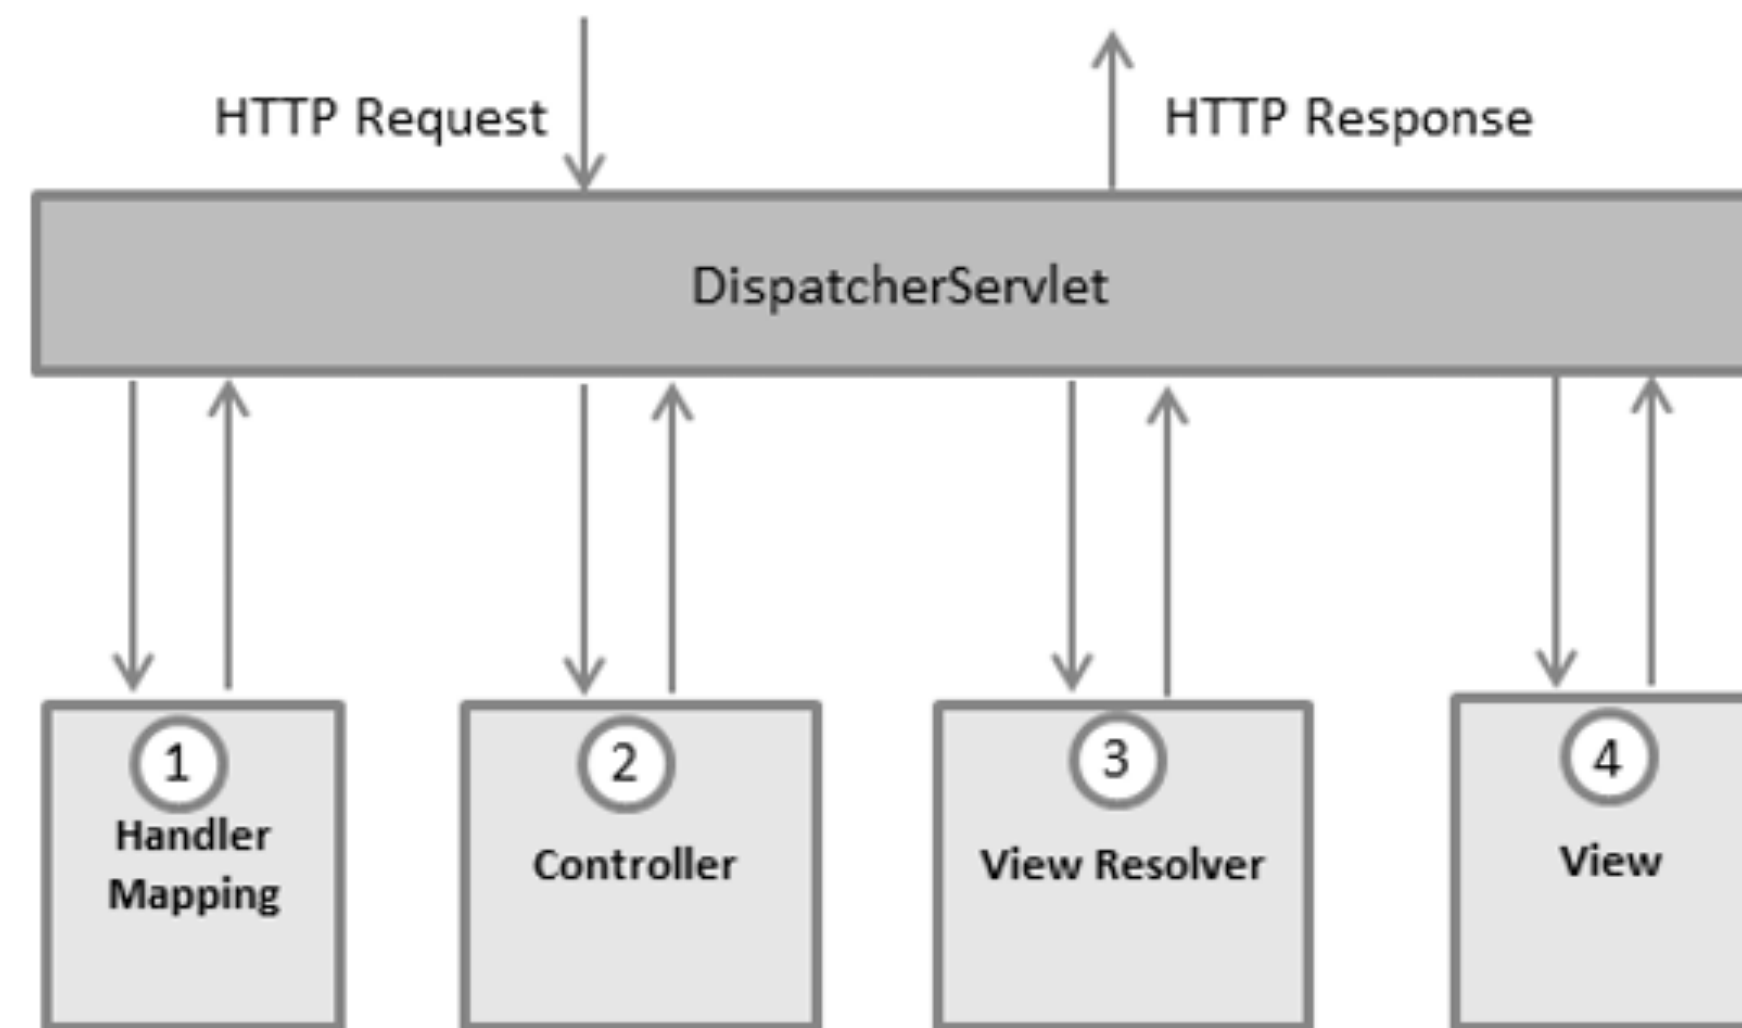 HTTP Request
HTTP Response
DispatcherServlet
1
Handler
Mapping
2
Controller
3
View Resolver
4
View